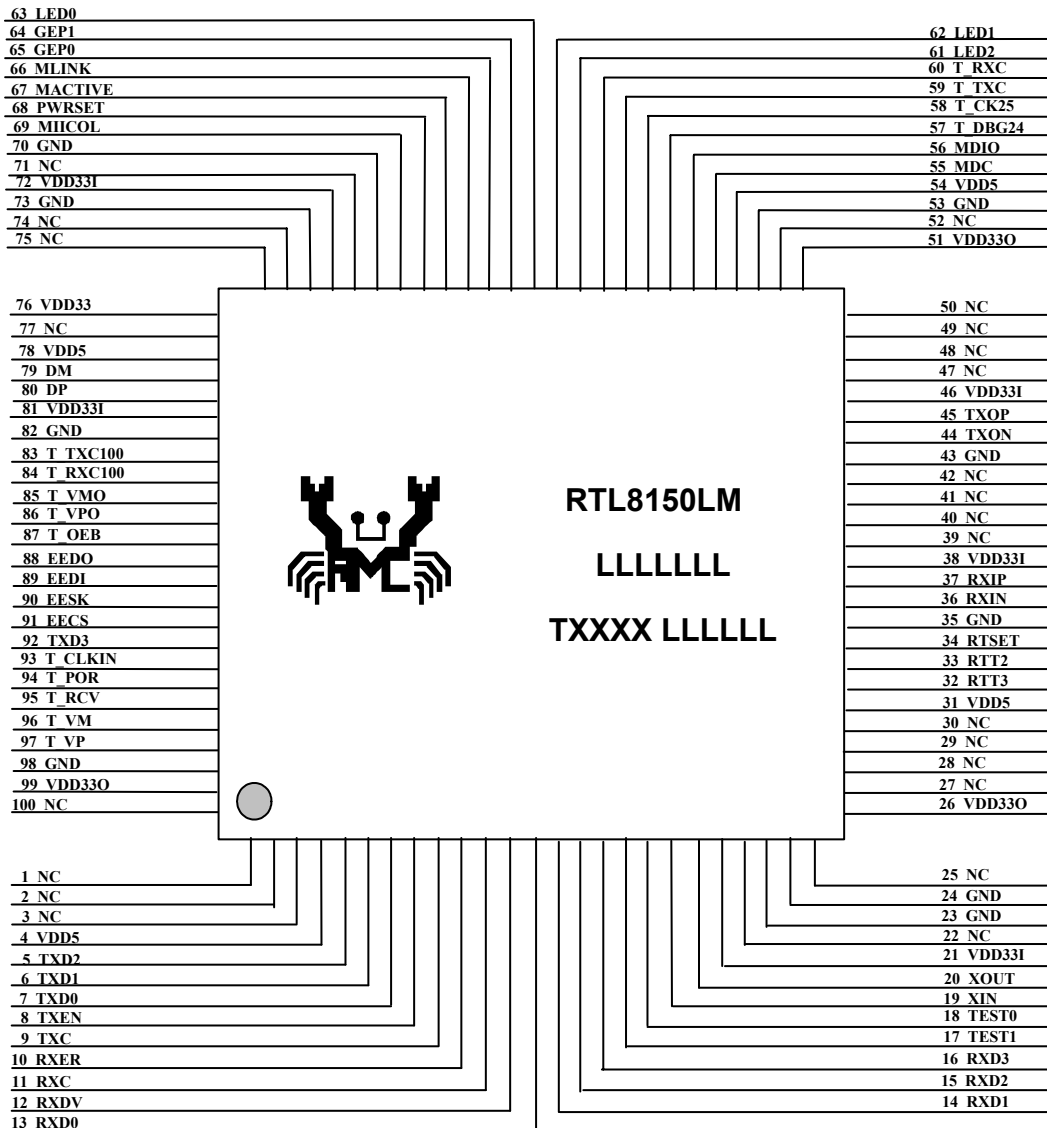 63 LED0
64 GEP1
65 GEP0
66 MLINK
67 MACTIVE
68 PWRSET
69 MIICOL
70 GND
71 NC
72 VDD33I
73 GND
74 NC
75 NC
62 LED1
61 LED2
60 T_RXC
59 T_TXC
58 T_CK25
57 T_DBG24
56 MDIO
55 MDC
54 VDD5
53 GND
52 NC
51 VDD33O
76 VDD33
77 NC
78 VDD5
79 DM
80 DP
81 VDD33I
82 GND
83 T_TXC100
84 T_RXC100
85 T_VMO
86 T_VPO
87 T_OEB
88 EEDO
89 EEDI
90 EESK
91 EECS
92 TXD3
93 T_CLKIN
94 T_POR
95 T_RCV
96 T_VM
97 T_VP
98 GND
99 VDD33O
100 NC
RTL8150LM
LLLLLLL
TXXXX LLLLLL
50 NC
49 NC
48 NC
47 NC
46 VDD33I
45 TXOP
44 TXON
43 GND
42 NC
41 NC
40 NC
39 NC
38 VDD33I
37 RXIP
36 RXIN
35 GND
34 RTSET
33 RTT2
32 RTT3
31 VDD5
30 NC
29 NC
28 NC
27 NC
26 VDD33O
1 NC
2 NC
3 NC
4 VDD5
5 TXD2
6 TXD1
7 TXD0
8 TXEN
9 TXC
10 RXER
11 RXC
12 RXDV
13 RXD0
25 NC
24 GND
23 GND
22 NC
21 VDD33I
20 XOUT
19 XIN
18 TEST0
17 TEST1
16 RXD3
15 RXD2
14 RXD1